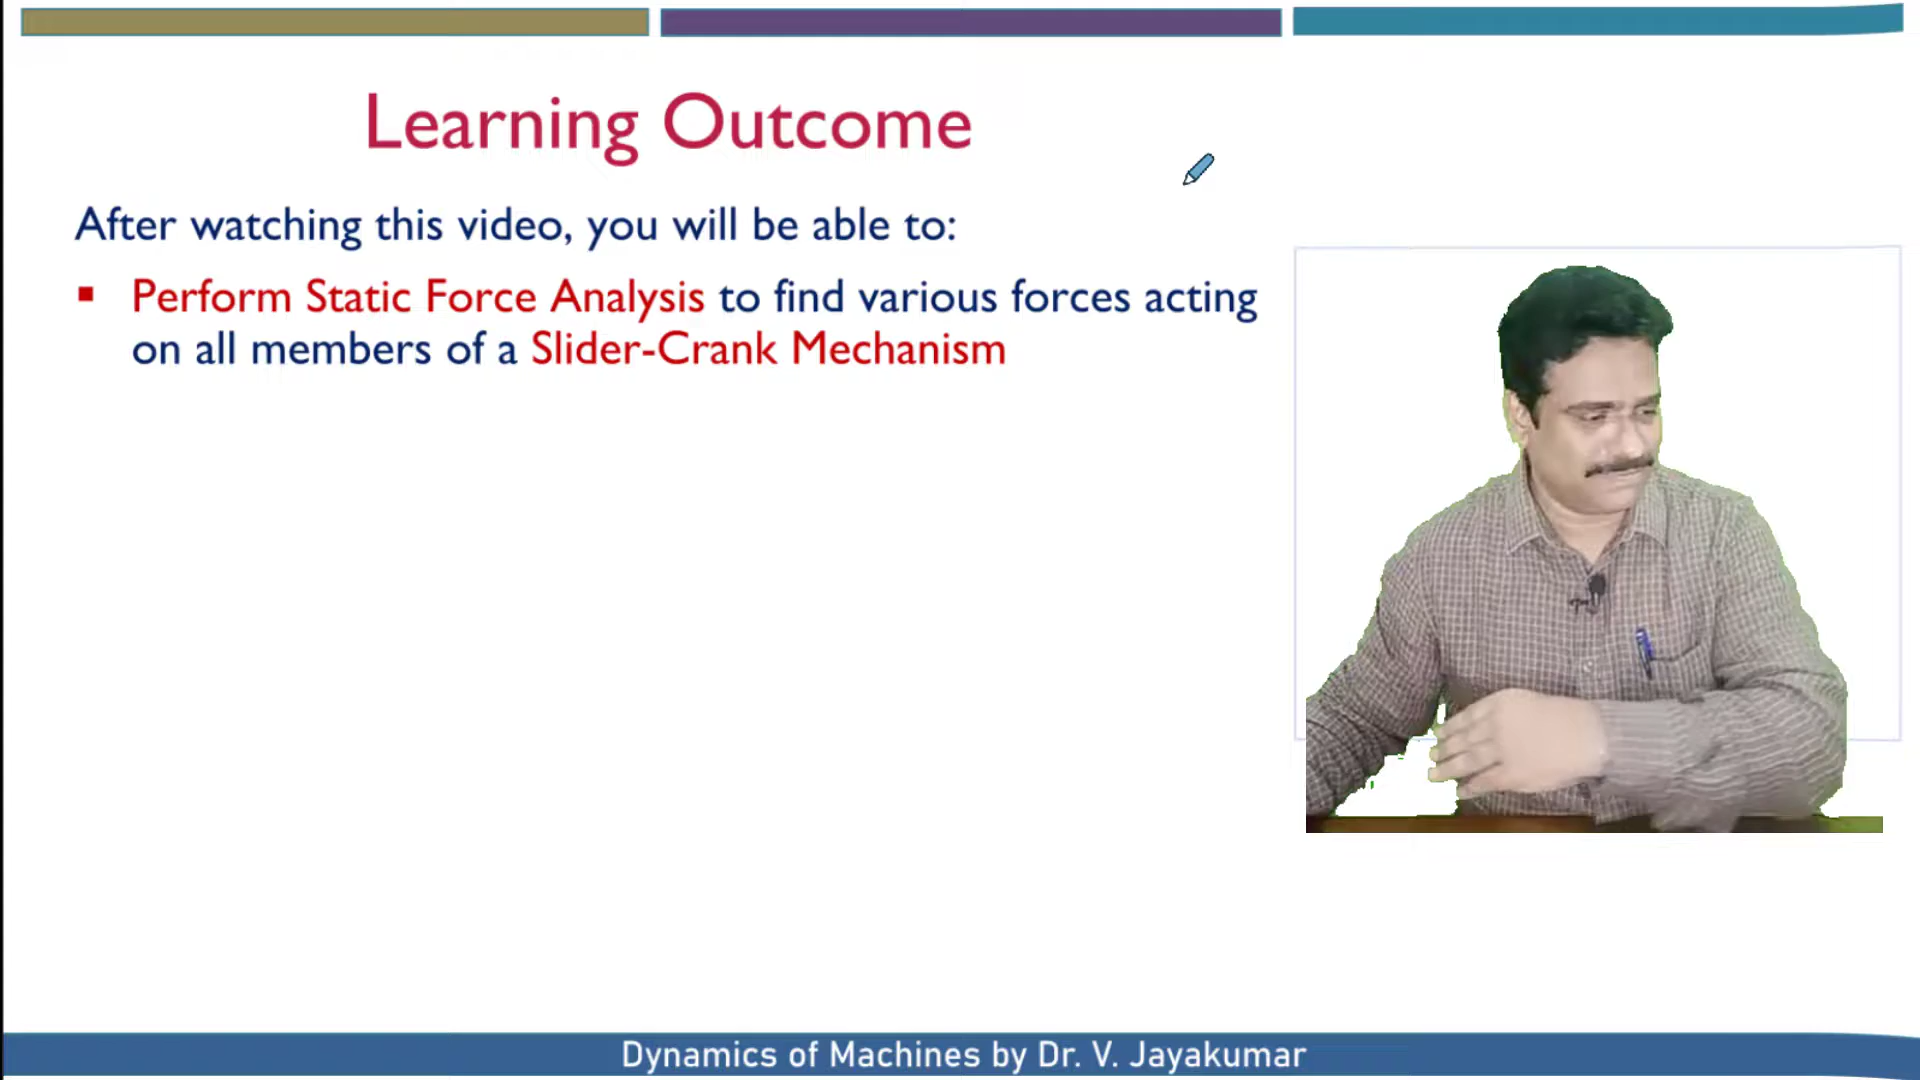 Learning Outcome
After watching this video, you will be able to:
▪ Perform Static Force Analysis to find various forces acting
on all members of a Slider-Crank Mechanism
Dynamics of Machines by Dr. V. Jayakumar